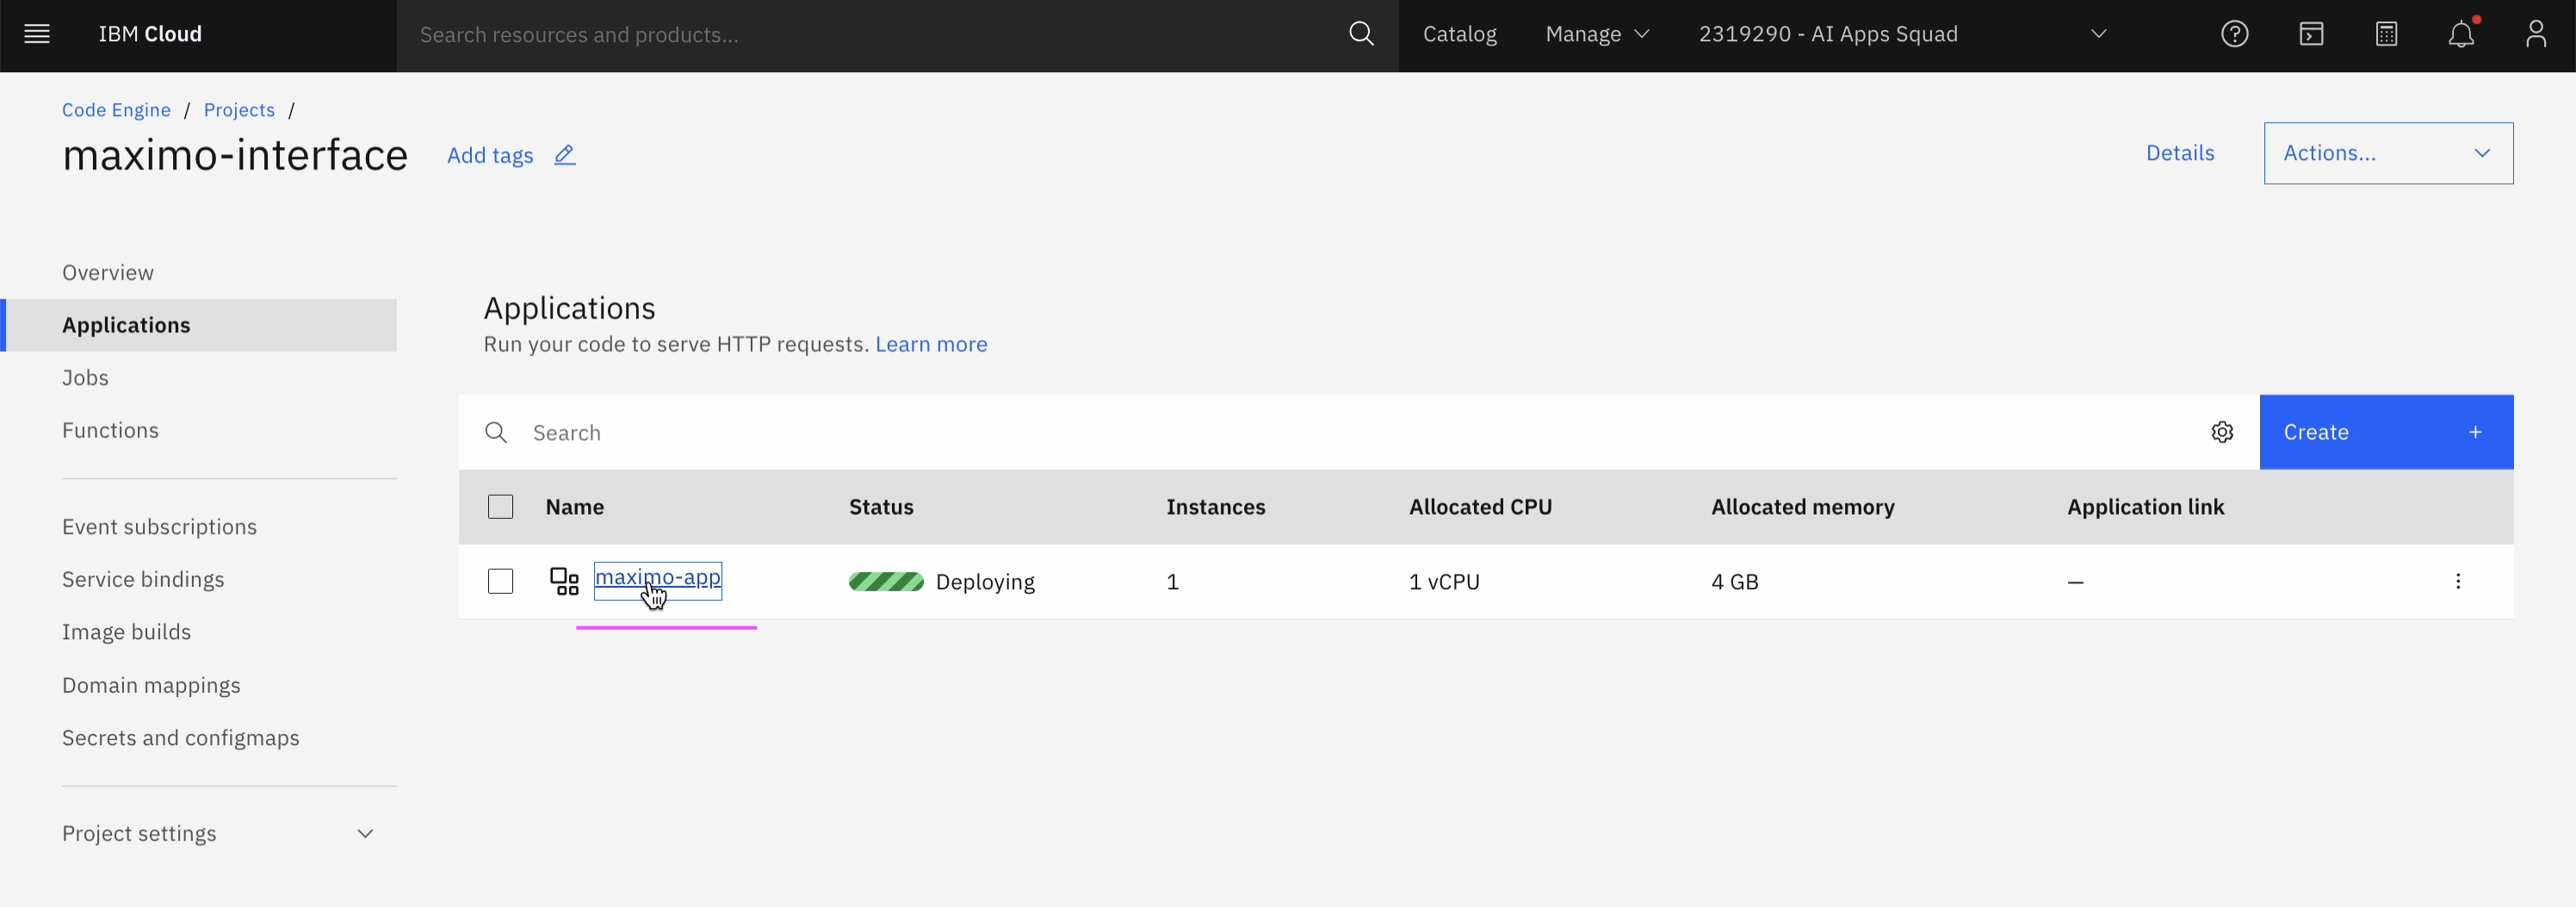 IBM Cloud
Search resources and products...
Catalog
Manage
2319290 - AI Apps Squad
Code Engine / Projects /
maximo-interface
Add tags
Details
Actions...
Overview
Applications
Jobs
Functions
Event subscriptions
Service bindings
Image builds
Domain mappings
Secrets and configmaps
Project settings
Applications
Run your code to serve HTTP requests. Learn more
Search
Create +
Name Status Instances Allocated CPU Allocated memory Application link
maximo-app Deploying 1 1 vCPU 4 GB —